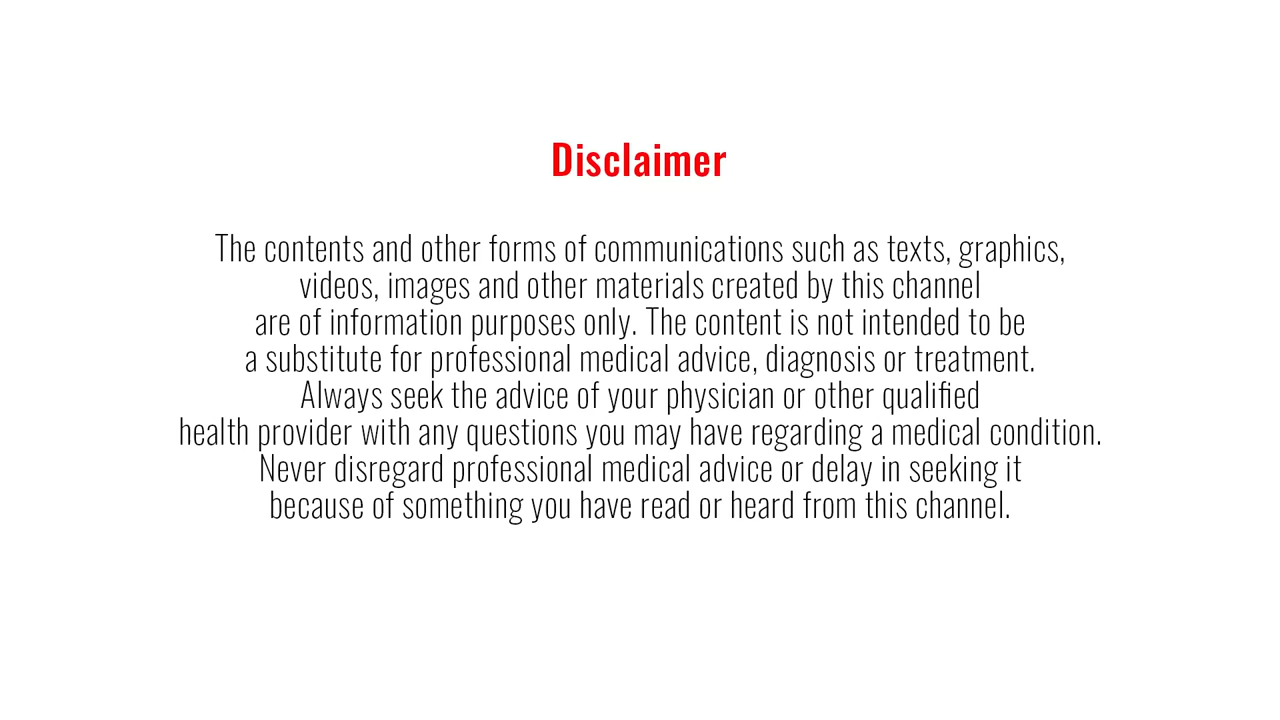 Disclaimer
The contents and other forms of communications such as texts, graphics,
videos, images and other materials created by this channel
are of information purposes only. The content is not intended to be
a substitute for professional medical advice, diagnosis or treatment.
Always seek the advice of your physician or other qualified
health provider with any questions you may have regarding a medical condition.
Never disregard professional medical advice or delay in seeking it
because of something you have read or heard from this channel.